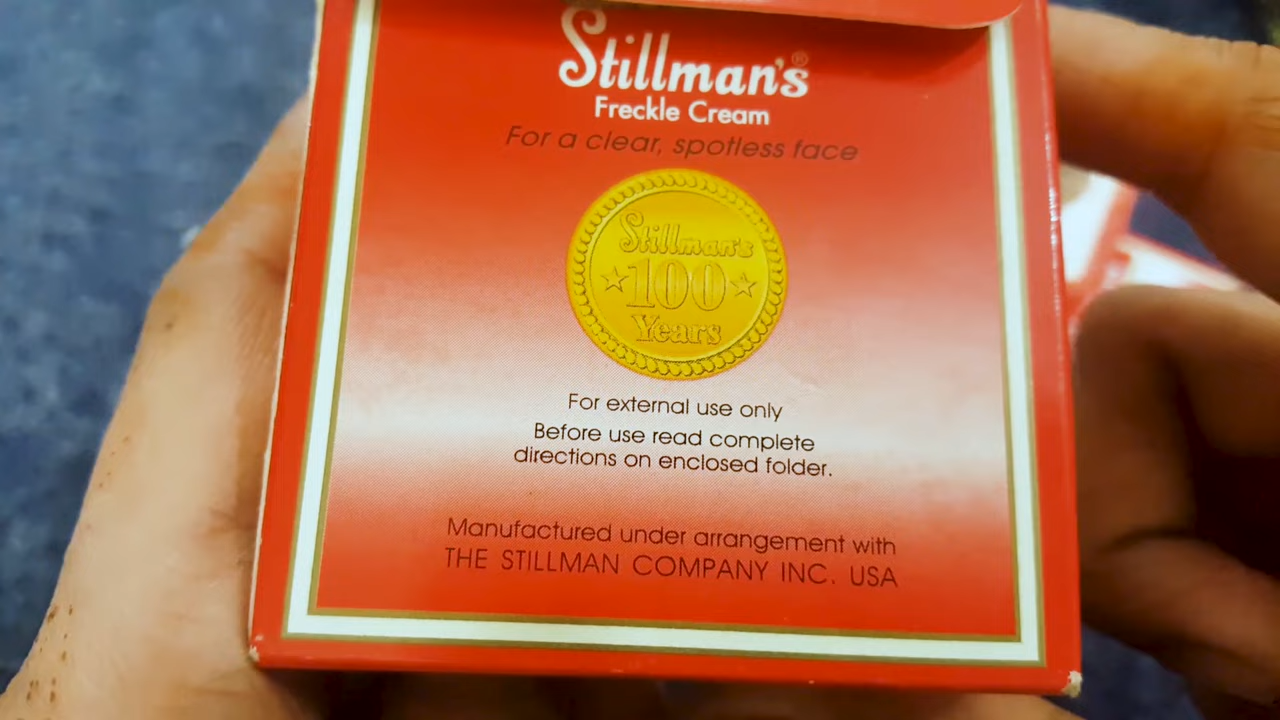 Stillman's®
Freckle Cream
For a clear, spotless face
Stillman's
100
Years
For external use only
Before use read complete
directions on enclosed folder.
Manufactured under arrangement with
THE STILLMAN COMPANY INC. USA